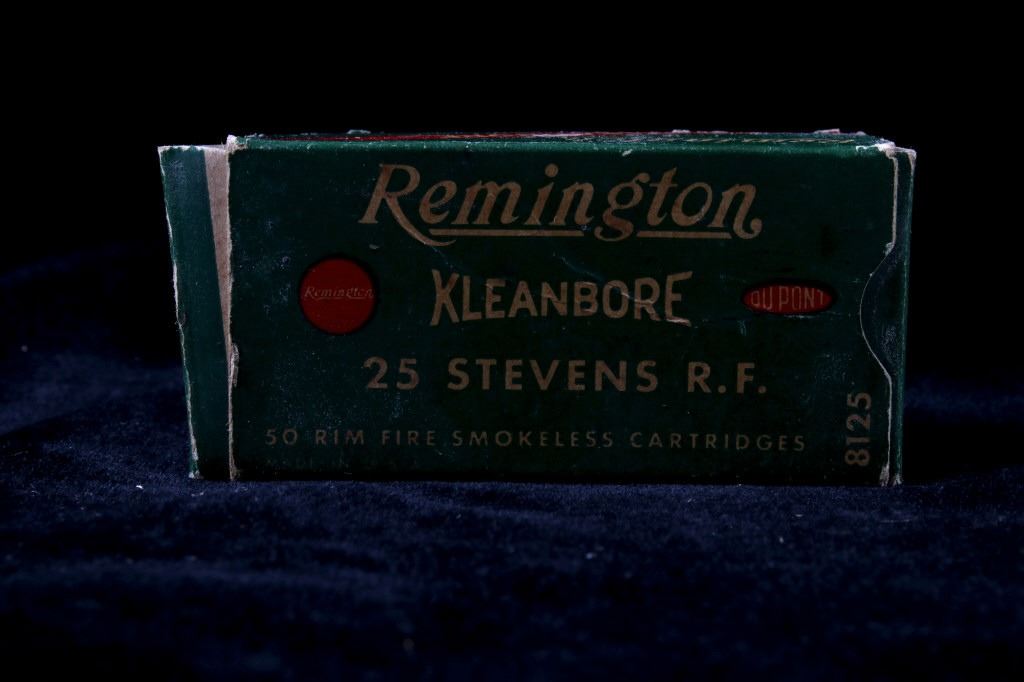 Remington
Remington
KLEANBORE
DU PONT
25 STEVENS R.F.
50 RIM FIRE SMOKELESS CARTRIDGES
8125